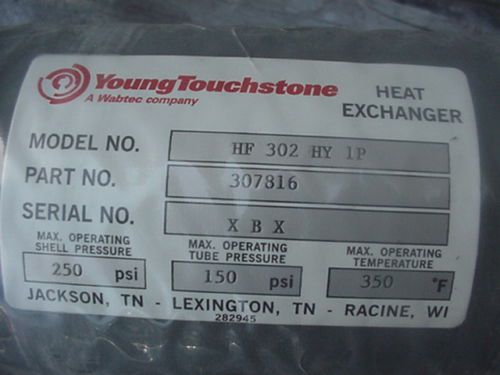 YoungTouchstone
A Wabtec company
HEAT
EXCHANGER
MODEL NO. HF 302 HY 1P
PART NO. 307816
SERIAL NO. X B X
MAX. OPERATING SHELL PRESSURE 250 psi
MAX. OPERATING TUBE PRESSURE 150 psi
MAX. OPERATING TEMPERATURE 350 °F
JACKSON, TN - LEXINGTON, TN - RACINE, WI
282945